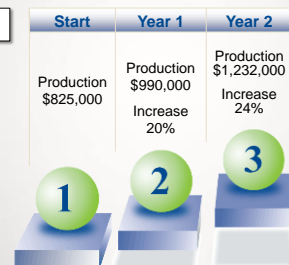 Start
Year 1
Year 2
Production
$825,000
Production
$990,000
Increase
20%
Production
$1,232,000
Increase
24%
1
2
3